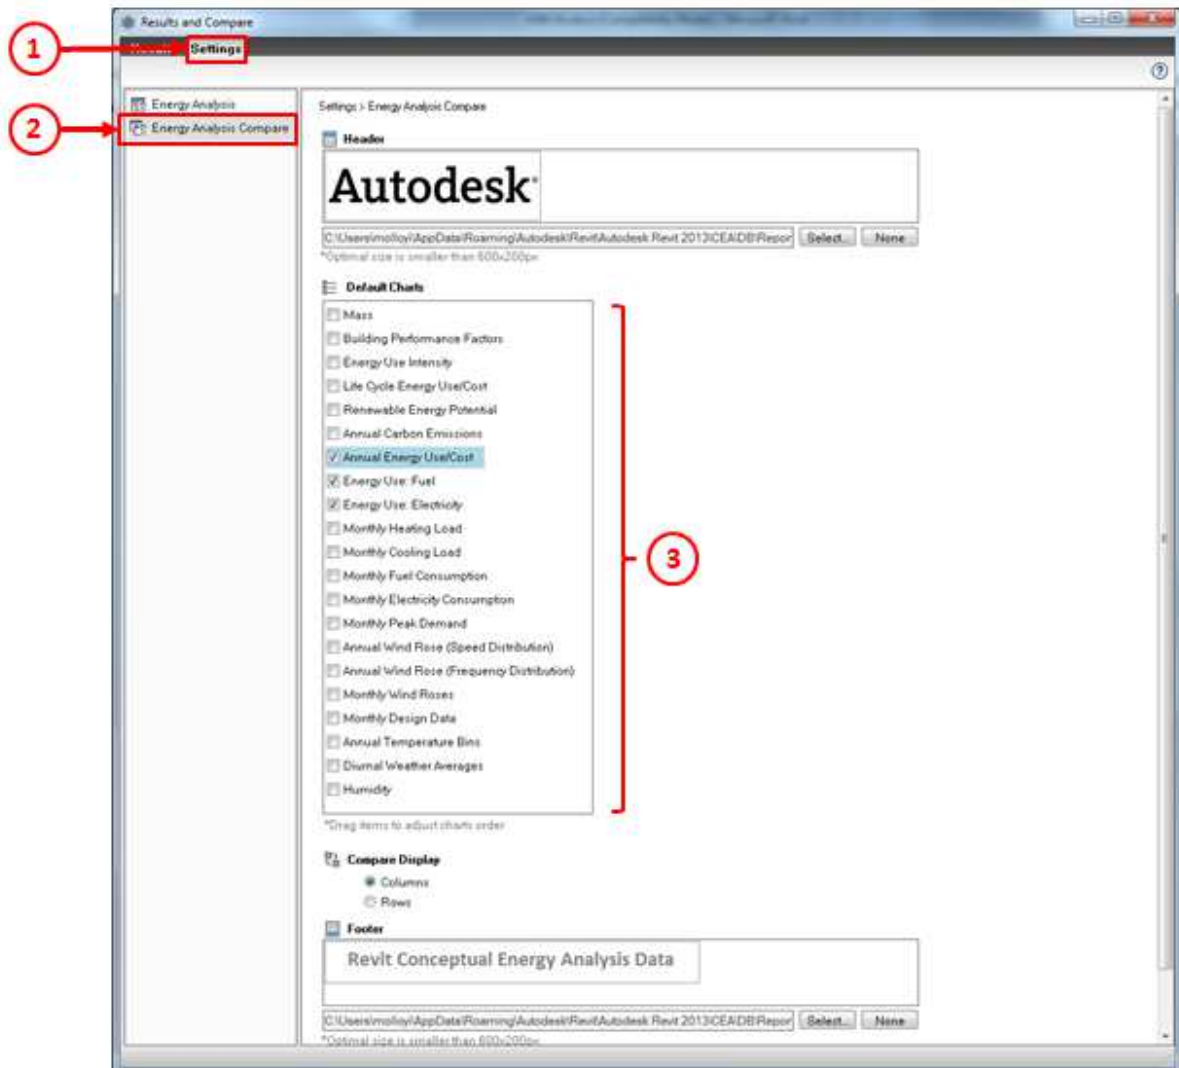 Results and Compare
1
Results Settings
2
Energy Analysis
Energy Analysis Compare
Settings > Energy Analysis Compare
Header
Autodesk
C:\Users\molloy\AppData\Roaming\Autodesk\Revit\Autodesk Revit 2013\CEA\DB\Repor Select... None
*Optimal size is smaller than 600x200px
Default Charts
Mass
Building Performance Factors
Energy Use Intensity
Life Cycle Energy Use/Cost
Renewable Energy Potential
Annual Carbon Emissions
Annual Energy Use/Cost
Energy Use: Fuel
Energy Use: Electricity
Monthly Heating Load
Monthly Cooling Load
3
Monthly Fuel Consumption
Monthly Electricity Consumption
Monthly Peak Demand
Annual Wind Rose (Speed Distribution)
Annual Wind Rose (Frequency Distribution)
Monthly Wind Roses
Monthly Design Data
Annual Temperature Bins
Diurnal Weather Averages
Humidity
*Drag items to adjust charts order
Compare Display
Columns
Rows
Footer
Revit Conceptual Energy Analysis Data
C:\Users\molloy\AppData\Roaming\Autodesk\Revit\Autodesk Revit 2013\CEA\DB\Repor Select... None
*Optimal size is smaller than 600x200px